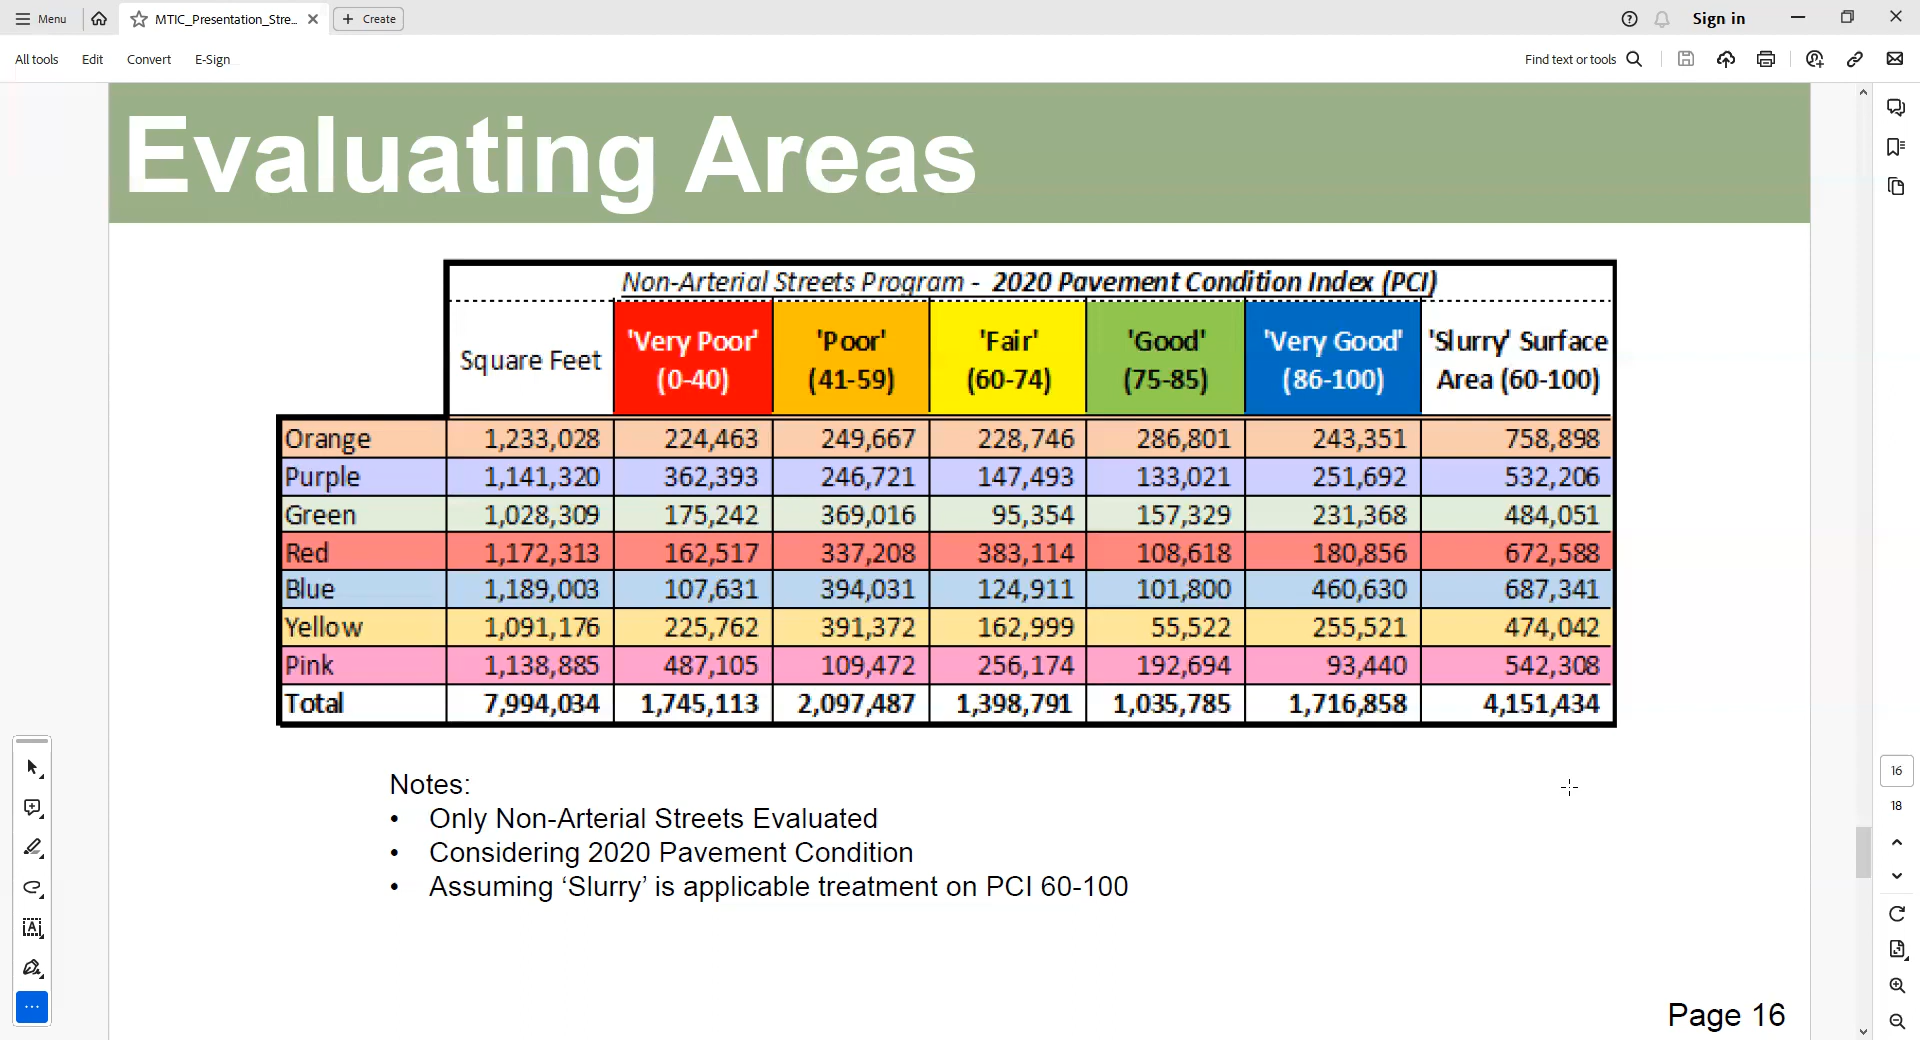 Menu
MTIC_Presentation_Stre...
Create
Sign in
All tools
Edit
Convert
E-Sign
Find text or tools
Evaluating Areas
Non-Arterial Streets Program - 2020 Pavement Condition Index (PCI)
Square Feet 'Very Poor' (0-40) 'Poor' (41-59) 'Fair' (60-74) 'Good' (75-85) 'Very Good' (86-100) 'Slurry' Surface Area (60-100)
Orange 1,233,028 224,463 249,667 228,746 286,801 243,351 758,898
Purple 1,141,320 362,393 246,721 147,493 133,021 251,692 532,206
Green 1,028,309 175,242 369,016 95,354 157,329 231,368 484,051
Red 1,172,313 162,517 337,208 383,114 108,618 180,856 672,588
Blue 1,189,003 107,631 394,031 124,911 101,800 460,630 687,341
Yellow 1,091,176 225,762 391,372 162,999 55,522 255,521 474,042
Pink 1,138,885 487,105 109,472 256,174 192,694 93,440 542,308
Total 7,994,034 1,745,113 2,097,487 1,398,791 1,035,785 1,716,858 4,151,434
Notes:
• Only Non-Arterial Streets Evaluated
• Considering 2020 Pavement Condition
• Assuming ‘Slurry’ is applicable treatment on PCI 60-100
Page 16
16
18